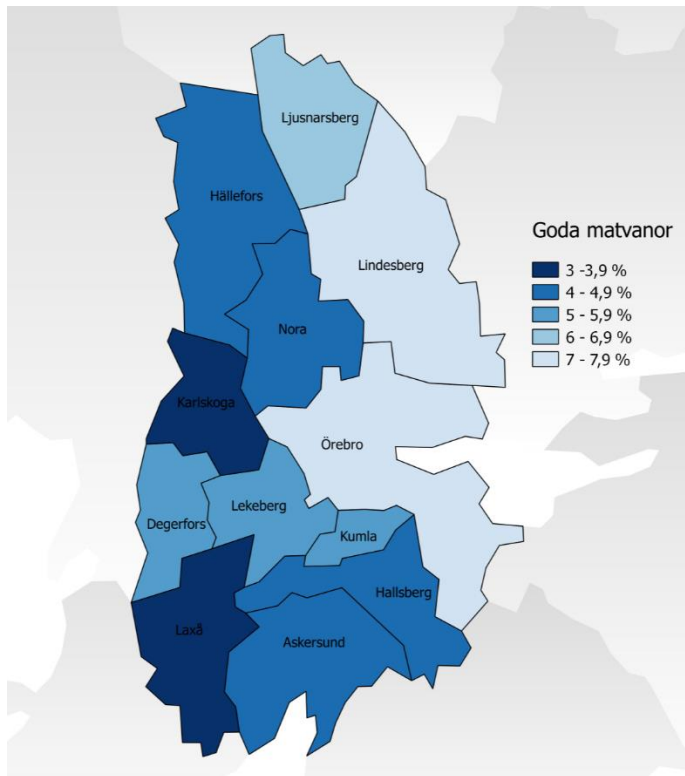 Ljusnarsberg
Hällefors
Lindesberg
Nora
Karlskoga
Örebro
Lekeberg
Degerfors
Kumla
Hallsberg
Laxå
Askersund
Goda matvanor
3 -3,9 %
4 - 4,9 %
5 - 5,9 %
6 - 6,9 %
7 - 7,9 %